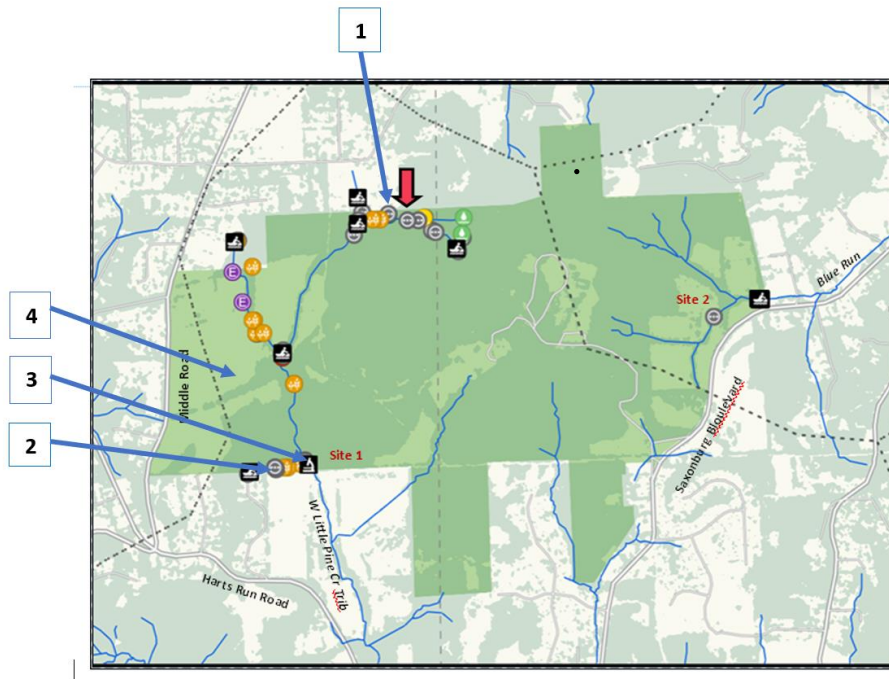 1
4
3
2
E
E
Middle Road
Site 1
Site 2
Blue Run
Saxonburg Bloulevard
W Little Pine Cr Trib
Harts Run Road